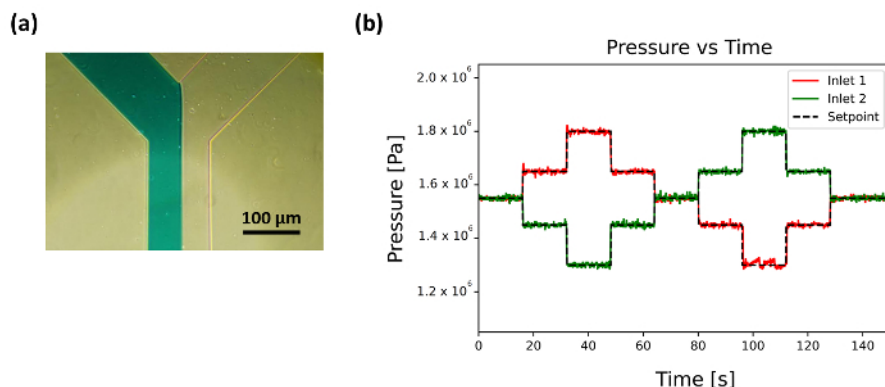 (a)
100 µm
(b)
Pressure vs Time
Pressure [Pa]
2.0 x 10⁶
1.8 x 10⁶
1.6 x 10⁶
1.4 x 10⁶
1.2 x 10⁶
Inlet 1
Inlet 2
Setpoint
0 20 40 60 80 100 120 140
Time [s]